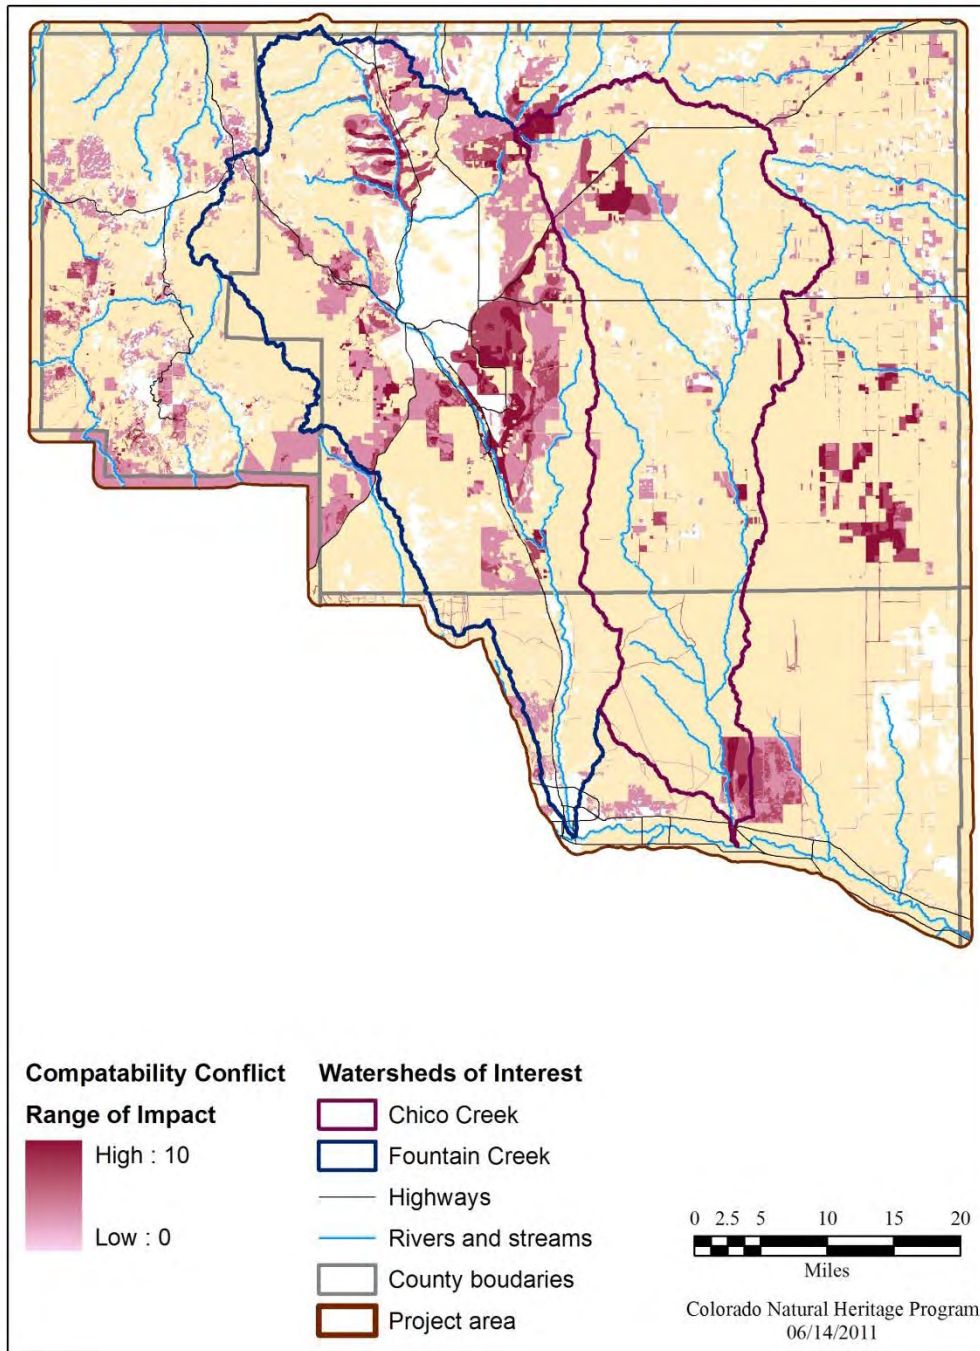 Compatability Conflict
Range of Impact
High : 10
Low : 0
Watersheds of Interest
Chico Creek
Fountain Creek
Highways
Rivers and streams
County boudaries
Project area
0 2.5 5 10 15 20
Miles
Colorado Natural Heritage Program
06/14/2011